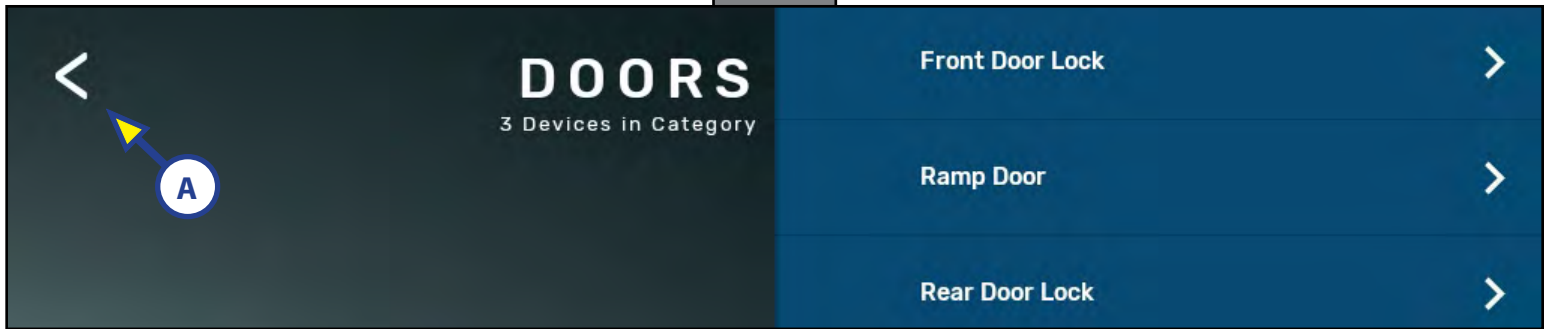 DOORS
3 Devices in Category
A
Front Door Lock
Ramp Door
Rear Door Lock